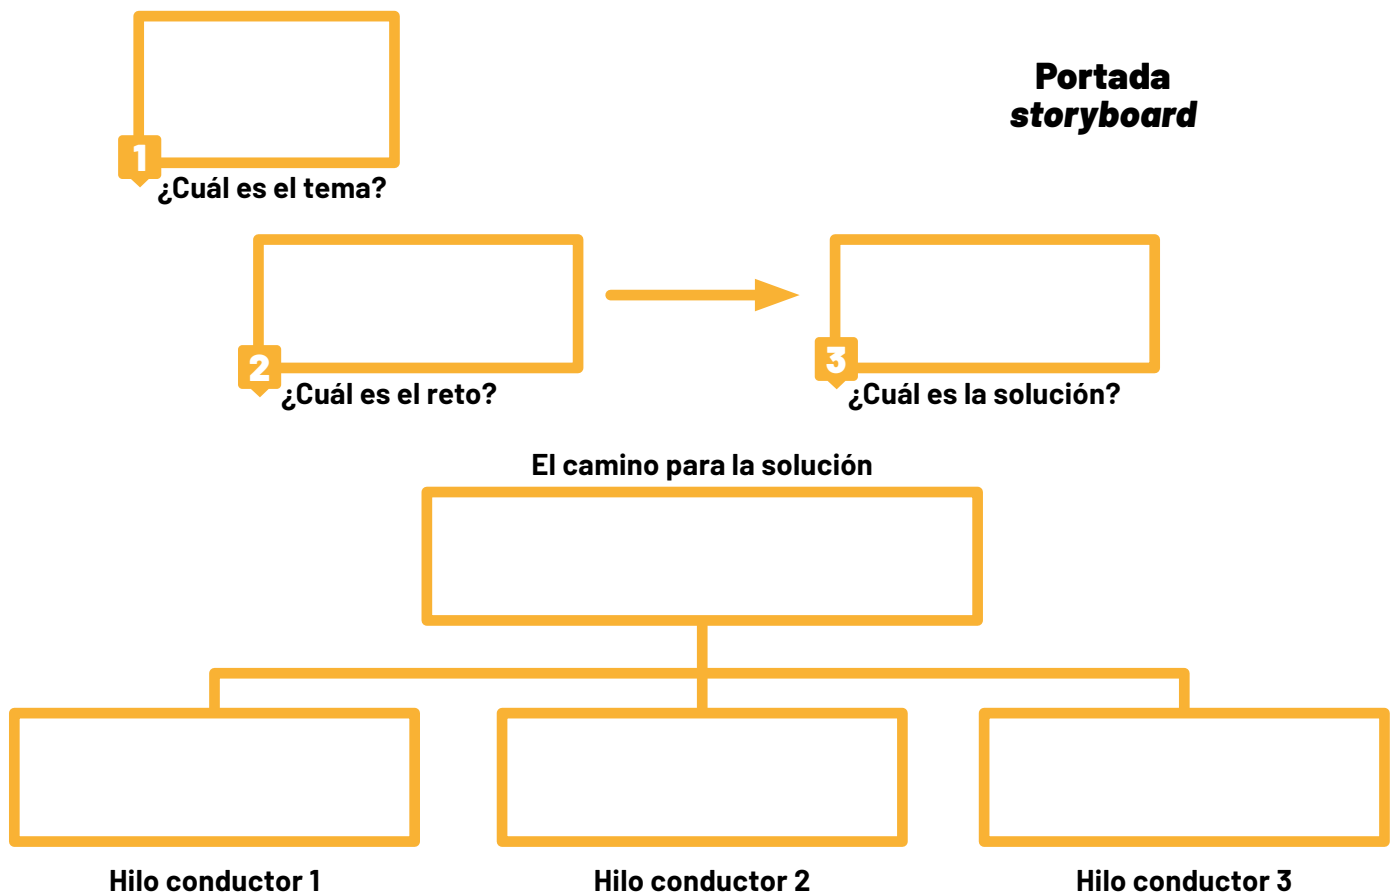 Portada
storyboard
1
¿Cuál es el tema?
2
¿Cuál es el reto?
3
¿Cuál es la solución?
El camino para la solución
Hilo conductor 1
Hilo conductor 2
Hilo conductor 3